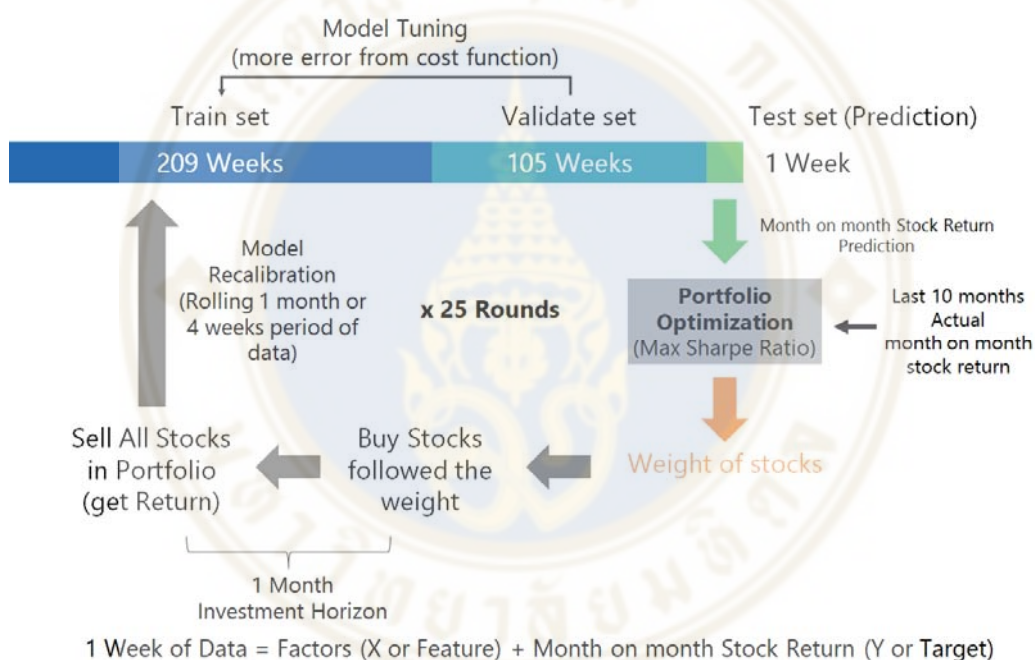 Model Tuning
(more error from cost function)
Train set
Validate set
Test set (Prediction)
209 Weeks
105 Weeks
1 Week
Month on month Stock Return
Prediction
Model
Recalibration
(Rolling 1 month or
4 weeks period of
data)
x 25 Rounds
Portfolio
Optimization
(Max Sharpe Ratio)
Last 10 months
Actual
month on month
stock return
Sell All Stocks
in Portfolio
(get Return)
Buy Stocks
followed the
weight
Weight of stocks
1 Month
Investment Horizon
1 Week of Data = Factors (X or Feature) + Month on month Stock Return (Y or Target)